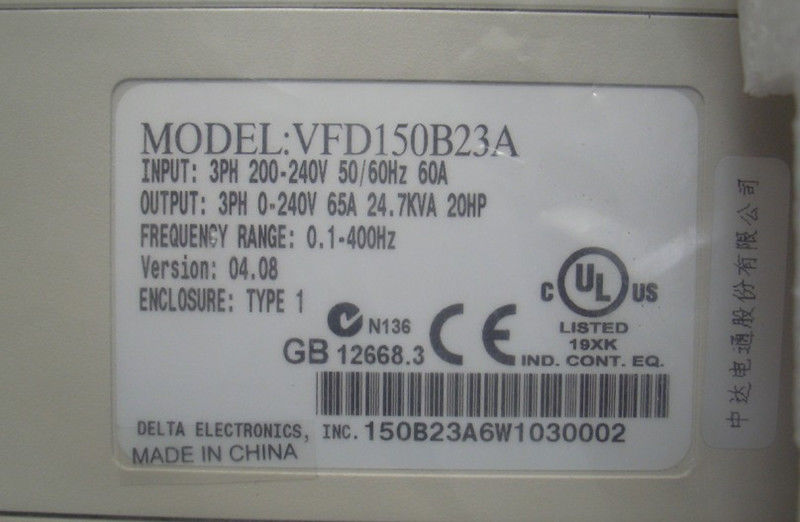 MODEL:VFD150B23A
INPUT: 3PH 200-240V 50/60Hz 60A
OUTPUT: 3PH 0-240V 65A 24.7KVA 20HP
FREQUENCY RANGE: 0.1-400Hz
Version: 04.08
ENCLOSURE: TYPE 1
N136
GB 12668.3
CE
C UL US
LISTED
19XK
IND. CONT. EQ.
DELTA ELECTRONICS, INC. 150B23A6W1030002
MADE IN CHINA
中达电通股份有限公司